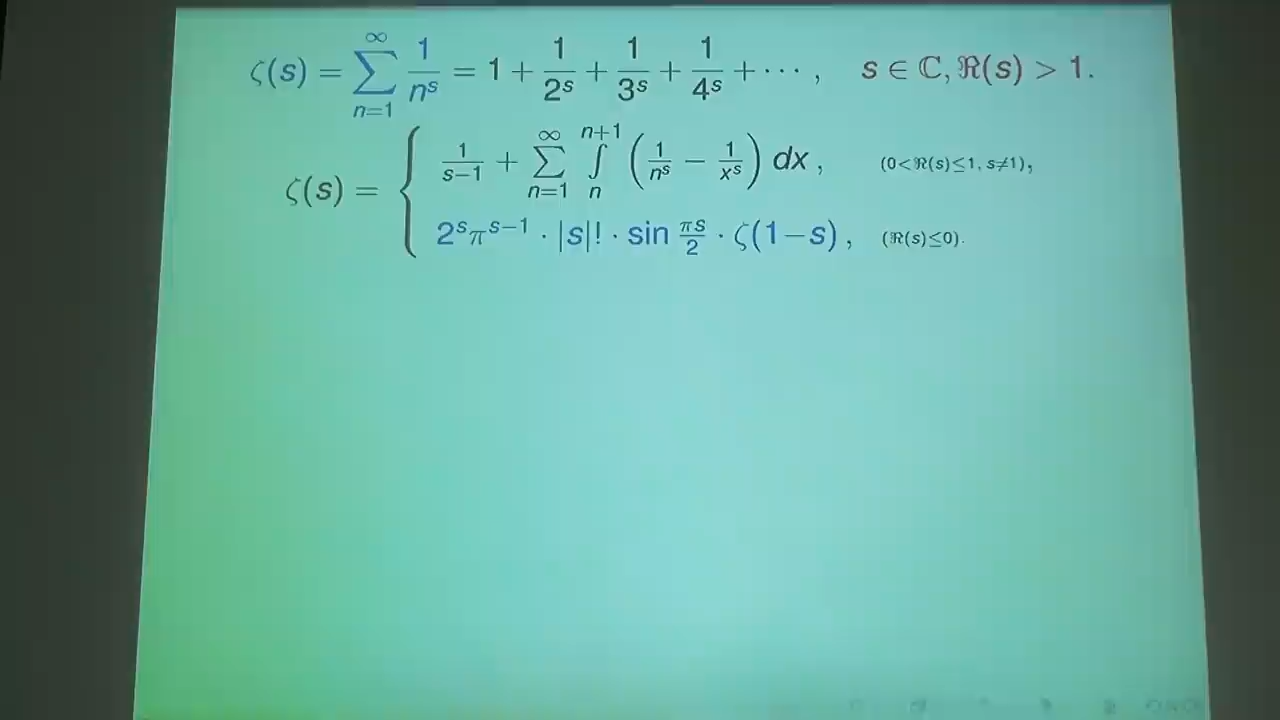 ζ(s) = ∑_{n=1}^{∞} 1/n^s = 1 + 1/2^s + 1/3^s + 1/4^s + ⋯ , s ∈ ℂ, ℜ(s) > 1.
ζ(s) = { 1/(s−1) + ∑_{n=1}^{∞} ∫_{n}^{n+1} (1/n^s − 1/x^s) dx , (0<ℜ(s)≤1, s≠1),
2^s π^{s−1} · |s|! · sin πs/2 · ζ(1−s) , (ℜ(s)≤0).